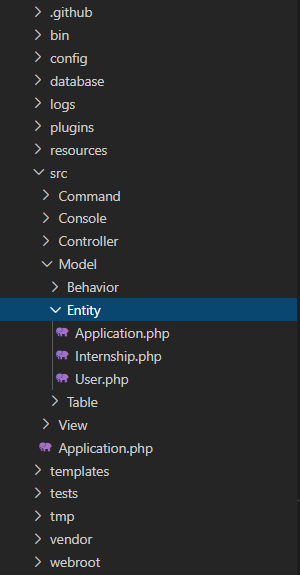 .github
bin
config
database
logs
plugins
resources
src
Command
Console
Controller
Model
Behavior
Entity
Application.php
Internship.php
User.php
Table
View
Application.php
templates
tests
tmp
vendor
webroot